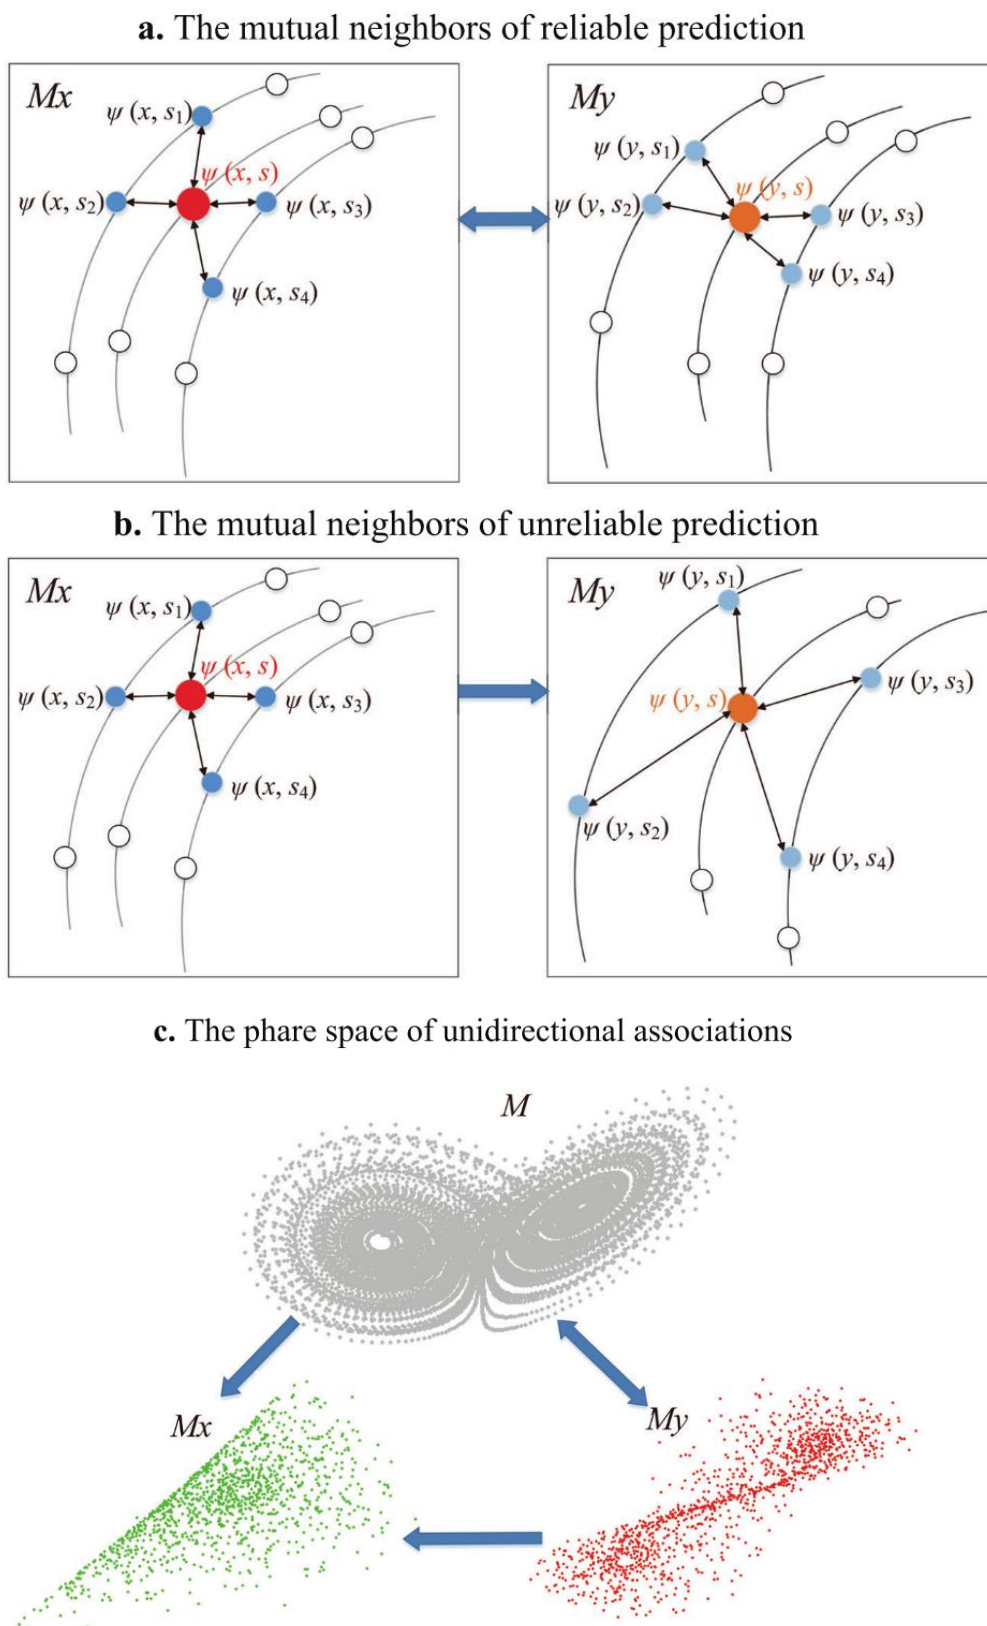 a. The mutual neighbors of reliable prediction
Mx
ψ (x, s₁)
ψ (x, s)
ψ (x, s₂)
ψ (x, s₃)
ψ (x, s₄)
My
ψ (y, s₁)
ψ (y, s)
ψ (y, s₂)
ψ (y, s₃)
ψ (y, s₄)
b. The mutual neighbors of unreliable prediction
Mx
ψ (x, s₁)
ψ (x, s)
ψ (x, s₂)
ψ (x, s₃)
ψ (x, s₄)
My
ψ (y, s₁)
ψ (y, s₃)
ψ (y, s)
ψ (y, s₂)
ψ (y, s₄)
c. The phare space of unidirectional associations
M
Mx
My